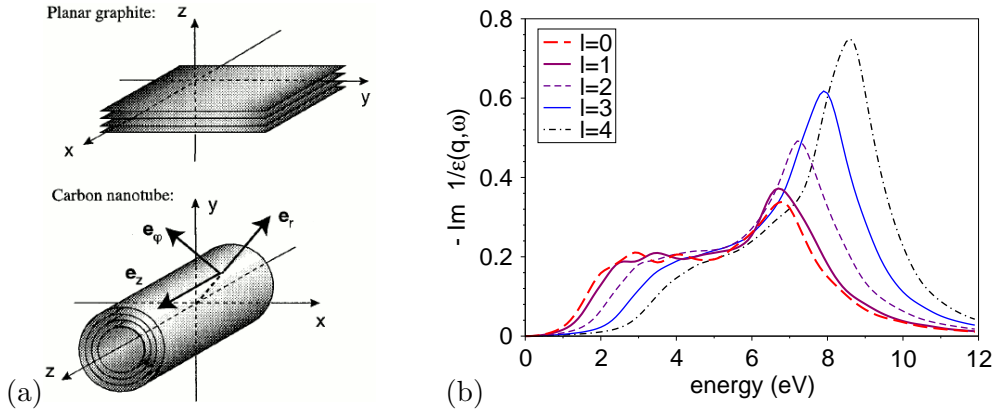 Planar graphite:
z
y
x
Carbon nanotube:
y
e_r
e_φ
e_z
x
z
(a)
0.8
0.6
0.4
0.2
0
- Im 1/ε(q,ω)
l=0
l=1
l=2
l=3
l=4
0 2 4 6 8 10 12
energy (eV)
(b)